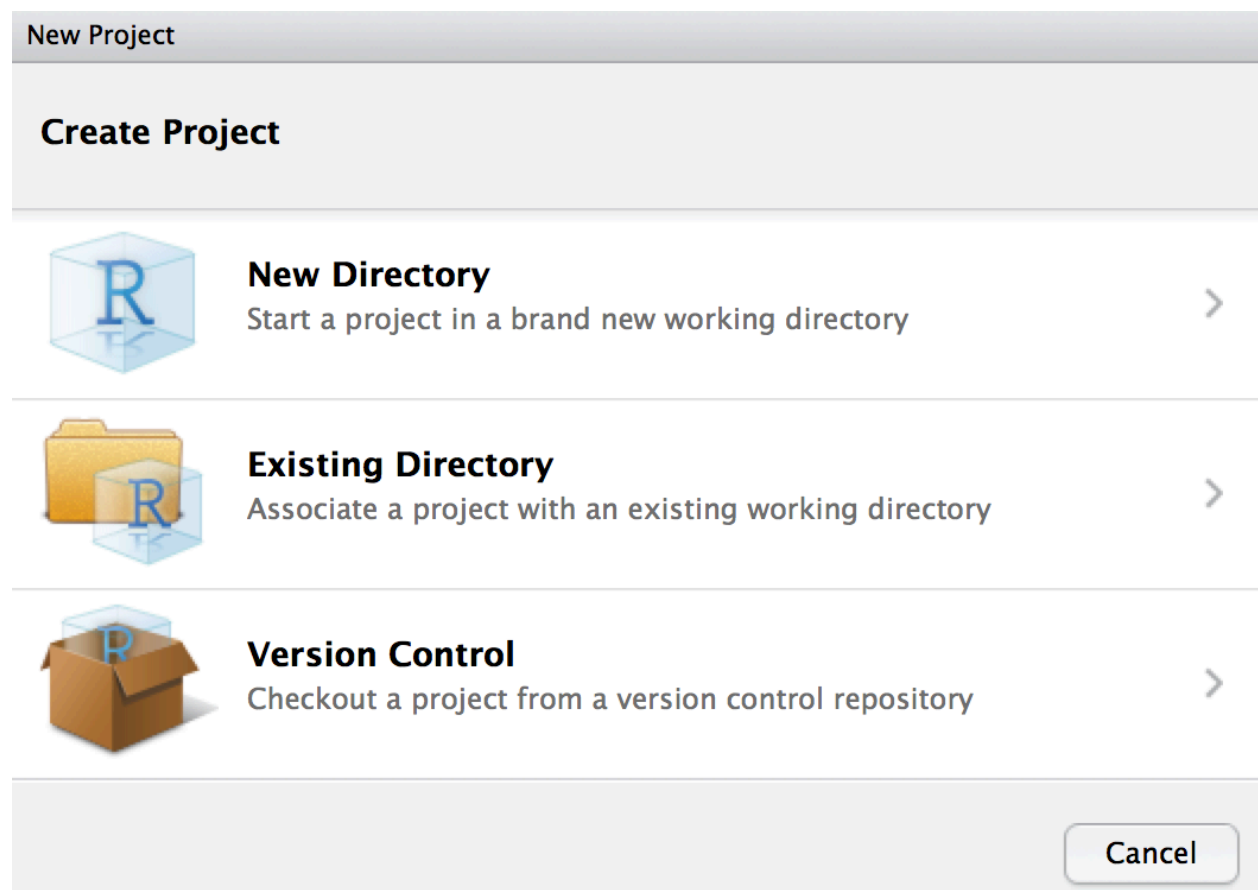 New Project
Create Project
R
New Directory
Start a project in a brand new working directory
R
Existing Directory
Associate a project with an existing working directory
R
Version Control
Checkout a project from a version control repository
Cancel